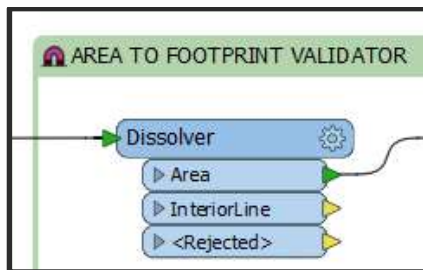 AREA TO FOOTPRINT VALIDATOR
Dissolver
Area
InteriorLine
<Rejected>